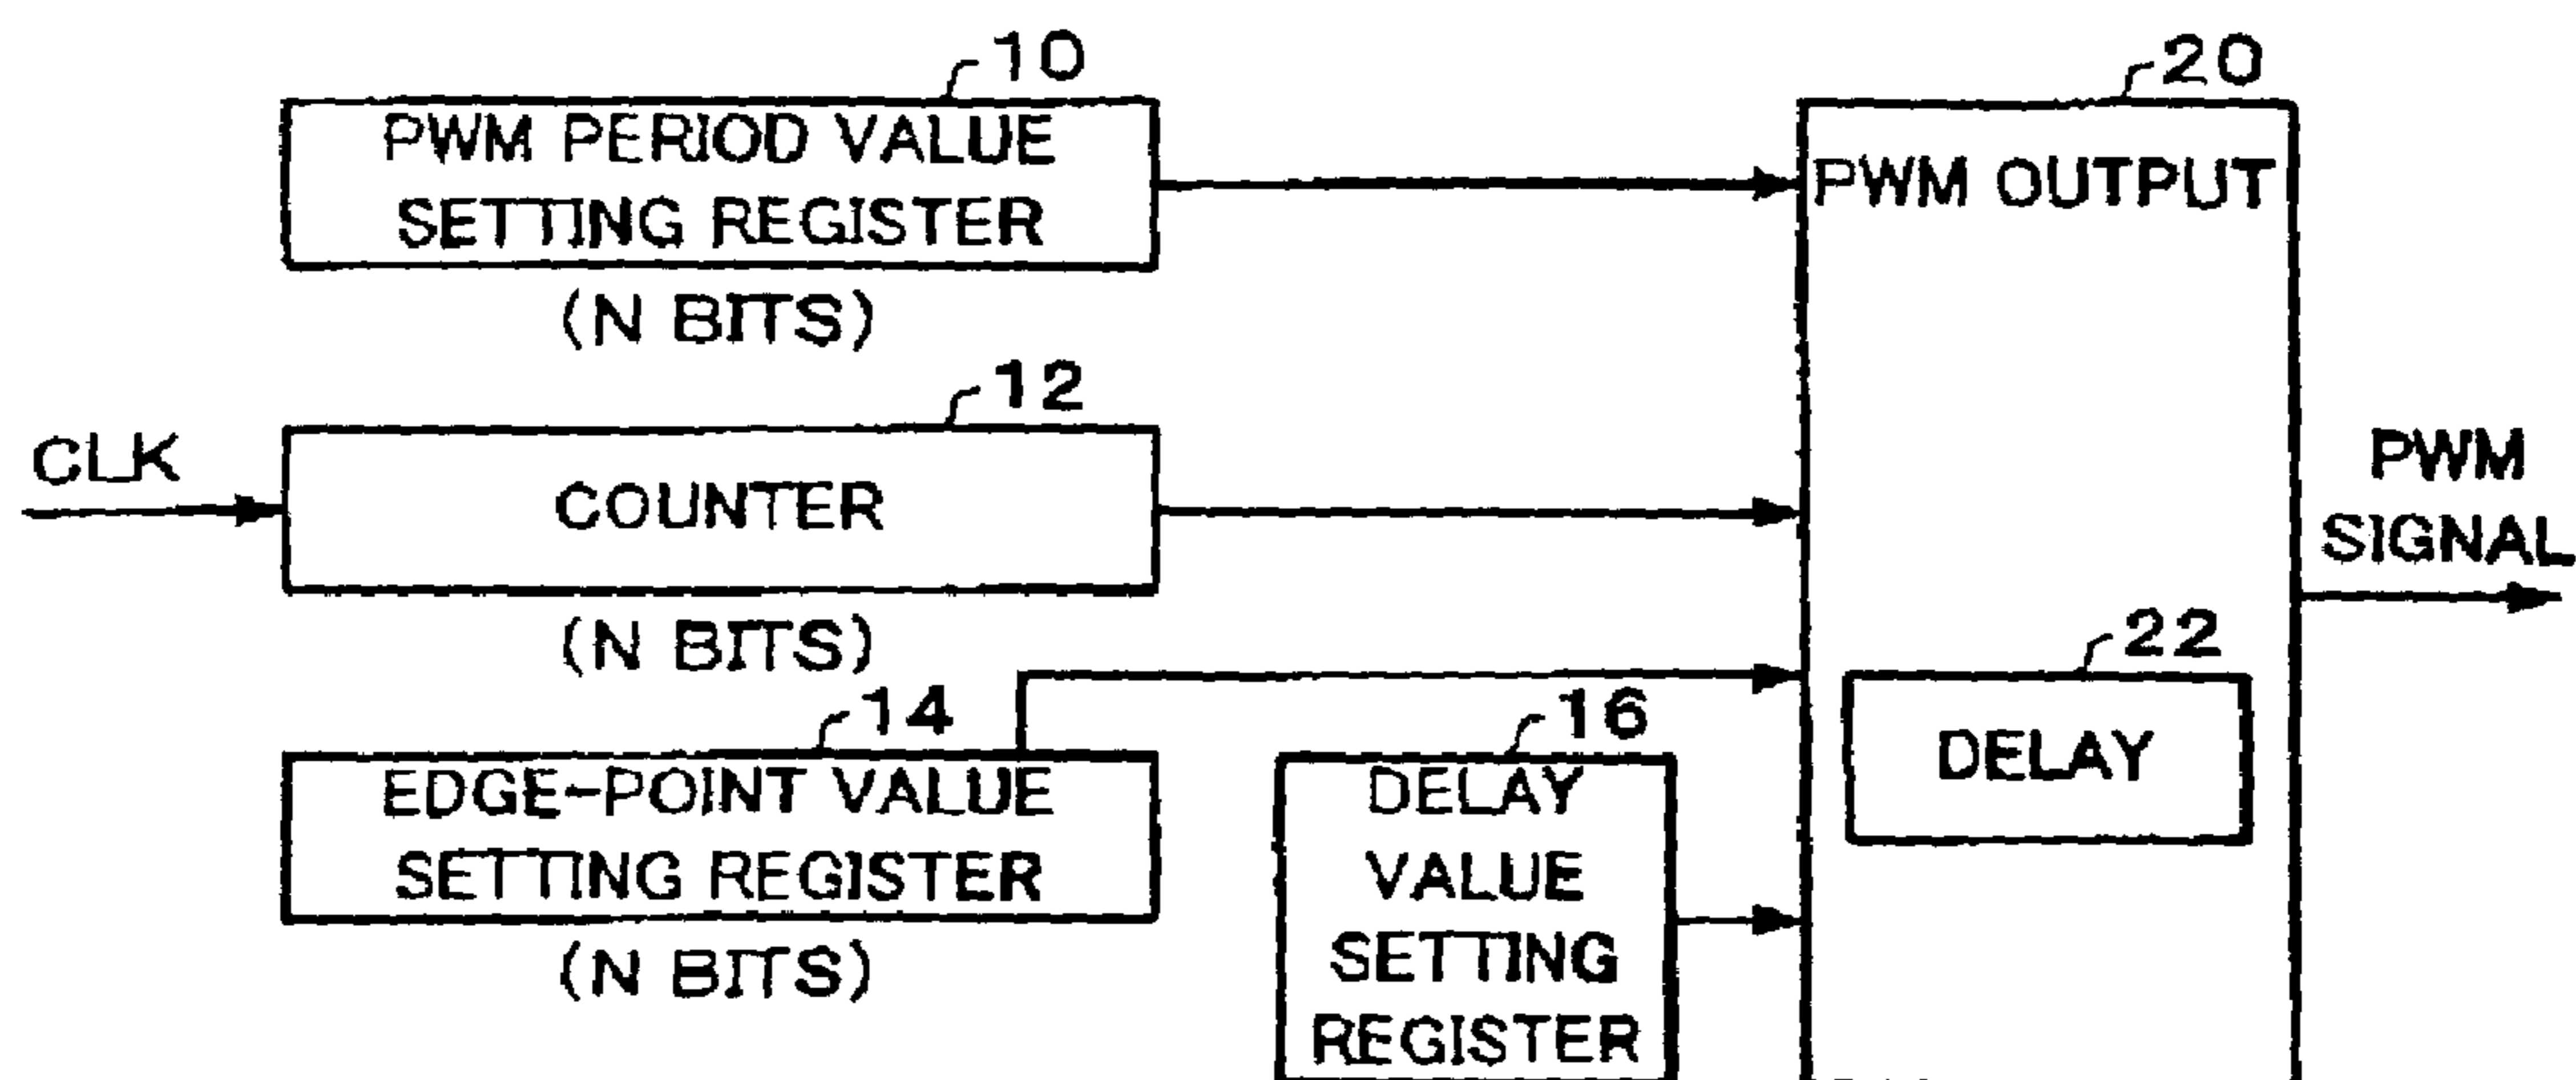 10
PWM PERIOD VALUE
SETTING REGISTER
(N BITS)
20
PWM OUTPUT
12
CLK
COUNTER
(N BITS)
PWM
SIGNAL
14
EDGE-POINT VALUE
SETTING REGISTER
(N BITS)
16
DELAY
VALUE
SETTING
REGISTER
22
DELAY